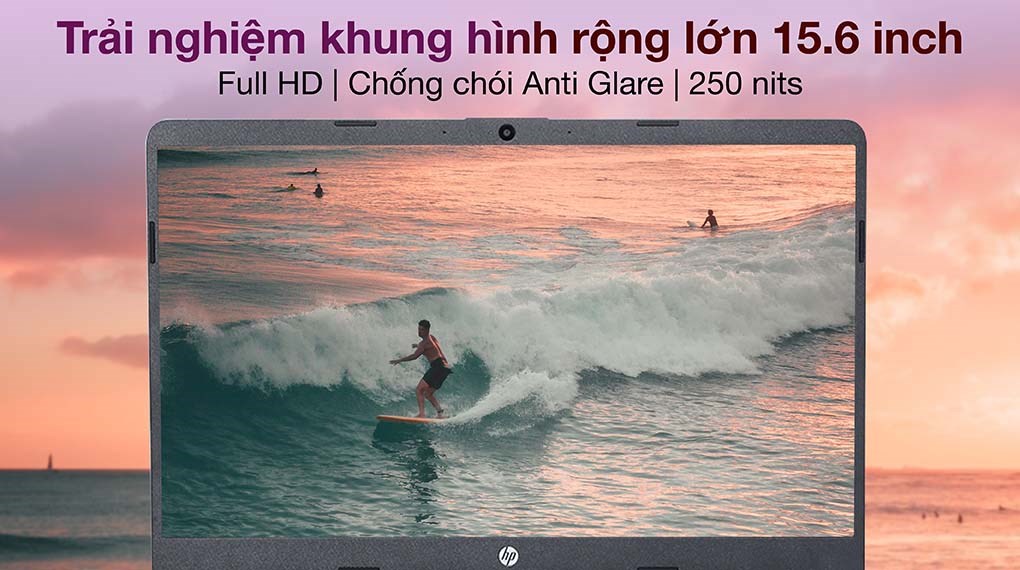 Trải nghiệm khung hình rộng lớn 15.6 inch
Full HD | Chống chói Anti Glare | 250 nits
hp